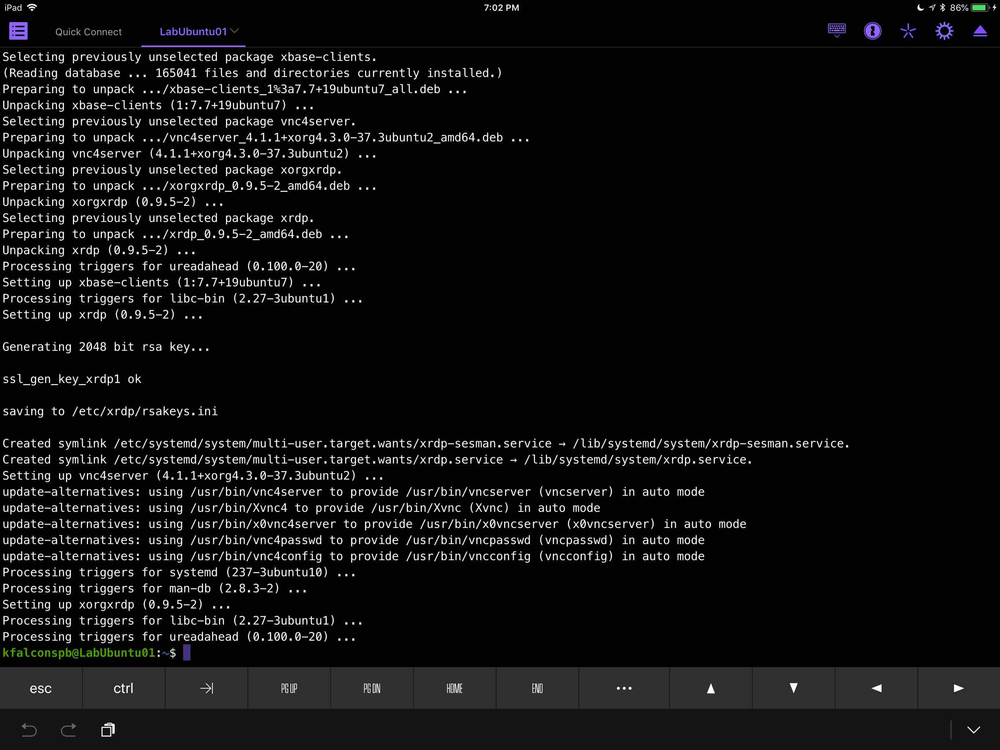 iPad 7:02 PM 86%
Quick Connect LabUbuntu01
Selecting previously unselected package xbase-clients.
(Reading database ... 165041 files and directories currently installed.)
Preparing to unpack .../xbase-clients_1%3a7.7+19ubuntu7_all.deb ...
Unpacking xbase-clients (1:7.7+19ubuntu7) ...
Selecting previously unselected package vnc4server.
Preparing to unpack .../vnc4server_4.1.1+xorg4.3.0-37.3ubuntu2_amd64.deb ...
Unpacking vnc4server (4.1.1+xorg4.3.0-37.3ubuntu2) ...
Selecting previously unselected package xorgxrdp.
Preparing to unpack .../xorgxrdp_0.9.5-2_amd64.deb ...
Unpacking xorgxrdp (0.9.5-2) ...
Selecting previously unselected package xrdp.
Preparing to unpack .../xrdp_0.9.5-2_amd64.deb ...
Unpacking xrdp (0.9.5-2) ...
Processing triggers for ureadahead (0.100.0-20) ...
Setting up xbase-clients (1:7.7+19ubuntu7) ...
Processing triggers for libc-bin (2.27-3ubuntu1) ...
Setting up xrdp (0.9.5-2) ...
Generating 2048 bit rsa key...
ssl_gen_key_xrdp1 ok
saving to /etc/xrdp/rsakeys.ini
Created symlink /etc/systemd/system/multi-user.target.wants/xrdp-sesman.service → /lib/systemd/system/xrdp-sesman.service.
Created symlink /etc/systemd/system/multi-user.target.wants/xrdp.service → /lib/systemd/system/xrdp.service.
Setting up vnc4server (4.1.1+xorg4.3.0-37.3ubuntu2) ...
update-alternatives: using /usr/bin/vnc4server to provide /usr/bin/vncserver (vncserver) in auto mode
update-alternatives: using /usr/bin/Xvnc4 to provide /usr/bin/Xvnc (Xvnc) in auto mode
update-alternatives: using /usr/bin/x0vnc4server to provide /usr/bin/x0vncserver (x0vncserver) in auto mode
update-alternatives: using /usr/bin/vnc4passwd to provide /usr/bin/vncpasswd (vncpasswd) in auto mode
update-alternatives: using /usr/bin/vnc4config to provide /usr/bin/vncconfig (vncconfig) in auto mode
Processing triggers for systemd (237-3ubuntu10) ...
Processing triggers for man-db (2.8.3-2) ...
Setting up xorgxrdp (0.9.5-2) ...
Processing triggers for libc-bin (2.27-3ubuntu1) ...
Processing triggers for ureadahead (0.100.0-20) ...
kfalconspb@LabUbuntu01:~$
esc ctrl PG UP PG DN HOME END •••